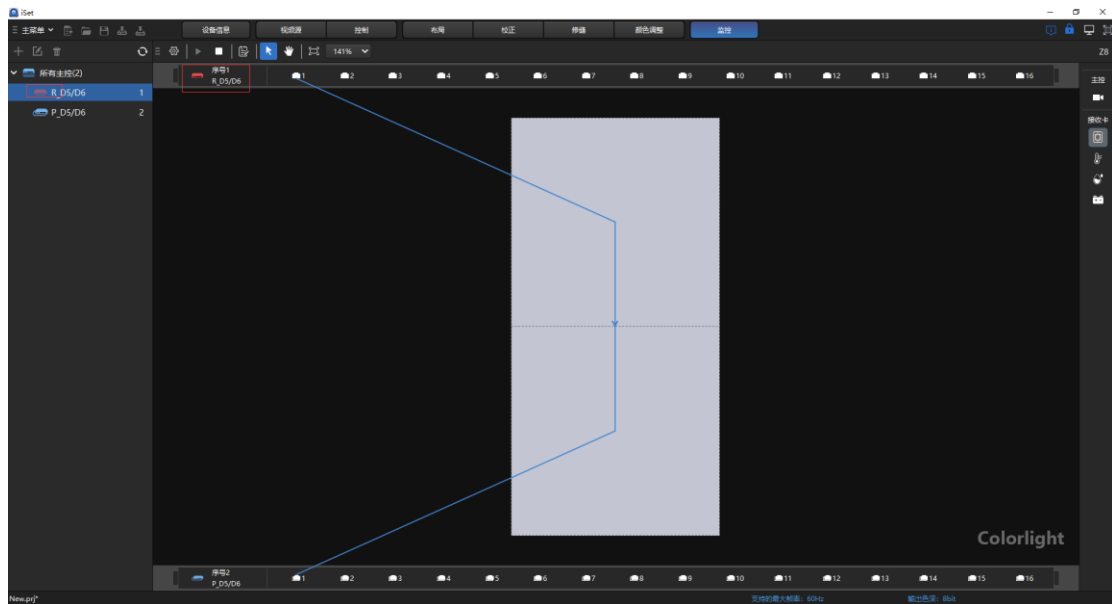 iSet
主菜单
设备信息 视频源 控制 布局 校正 修缝 颜色调整 监控
141%
Z8
所有主控(2)
R_D5/D6 1
P_D5/D6 2
序号1
R_D5/D6
1 2 3 4 5 6 7 8 9 10 11 12 13 14 15 16
主控
接收卡
Colorlight
序号2
P_D5/D6
1 2 3 4 5 6 7 8 9 10 11 12 13 14 15 16
New.prj* 支持的最大帧率：60Hz 输出色深：8bit